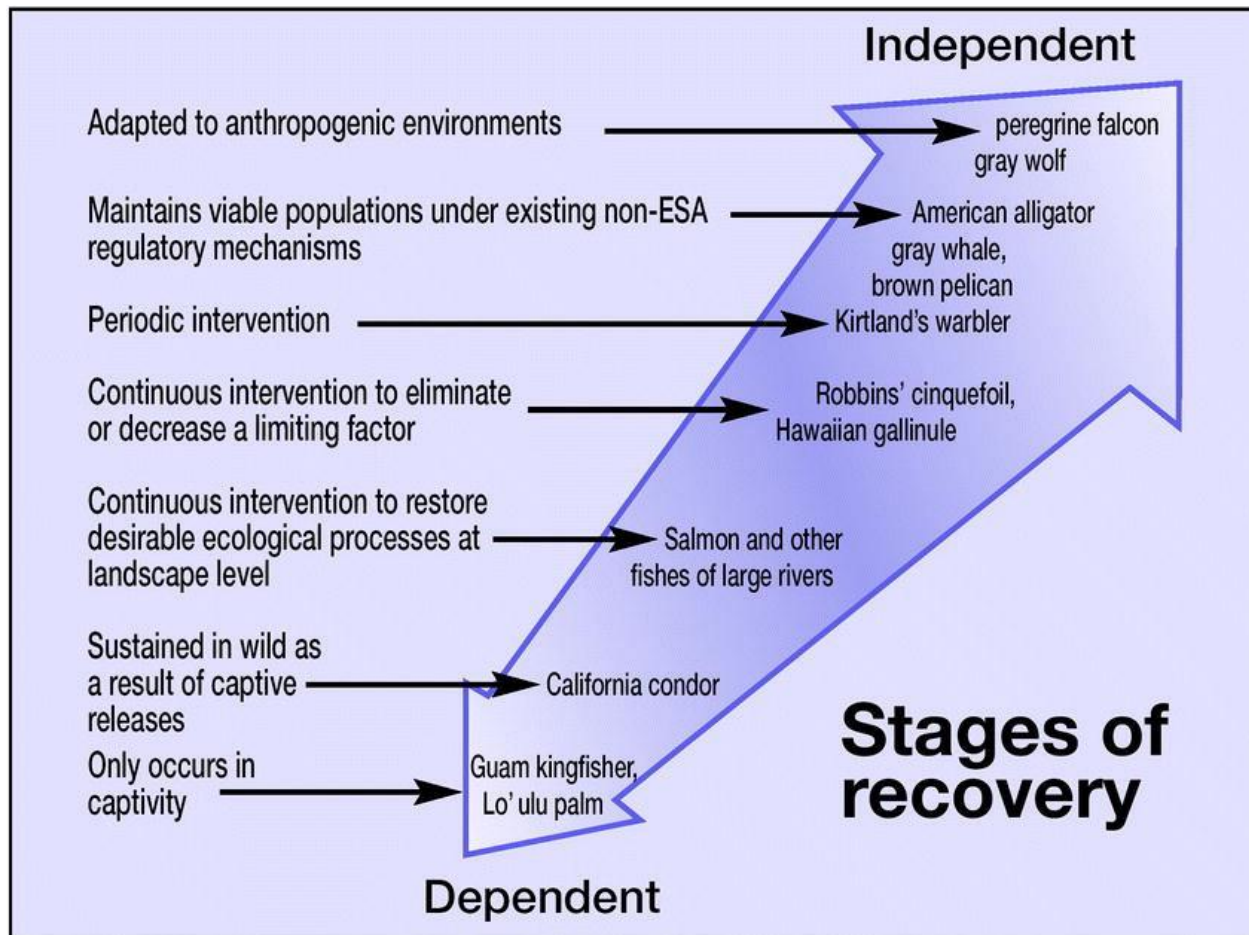 Independent
Adapted to anthropogenic environments
peregrine falcon
gray wolf
Maintains viable populations under existing non-ESA
regulatory mechanisms
American alligator
gray whale,
brown pelican
Periodic intervention
Kirtland's warbler
Continuous intervention to eliminate
or decrease a limiting factor
Robbins' cinquefoil,
Hawaiian gallinule
Continuous intervention to restore
desirable ecological processes at
landscape level
Salmon and other
fishes of large rivers
Sustained in wild as
a result of captive
releases
California condor
Only occurs in
captivity
Guam kingfisher,
Lo' ulu palm
Stages of
recovery
Dependent